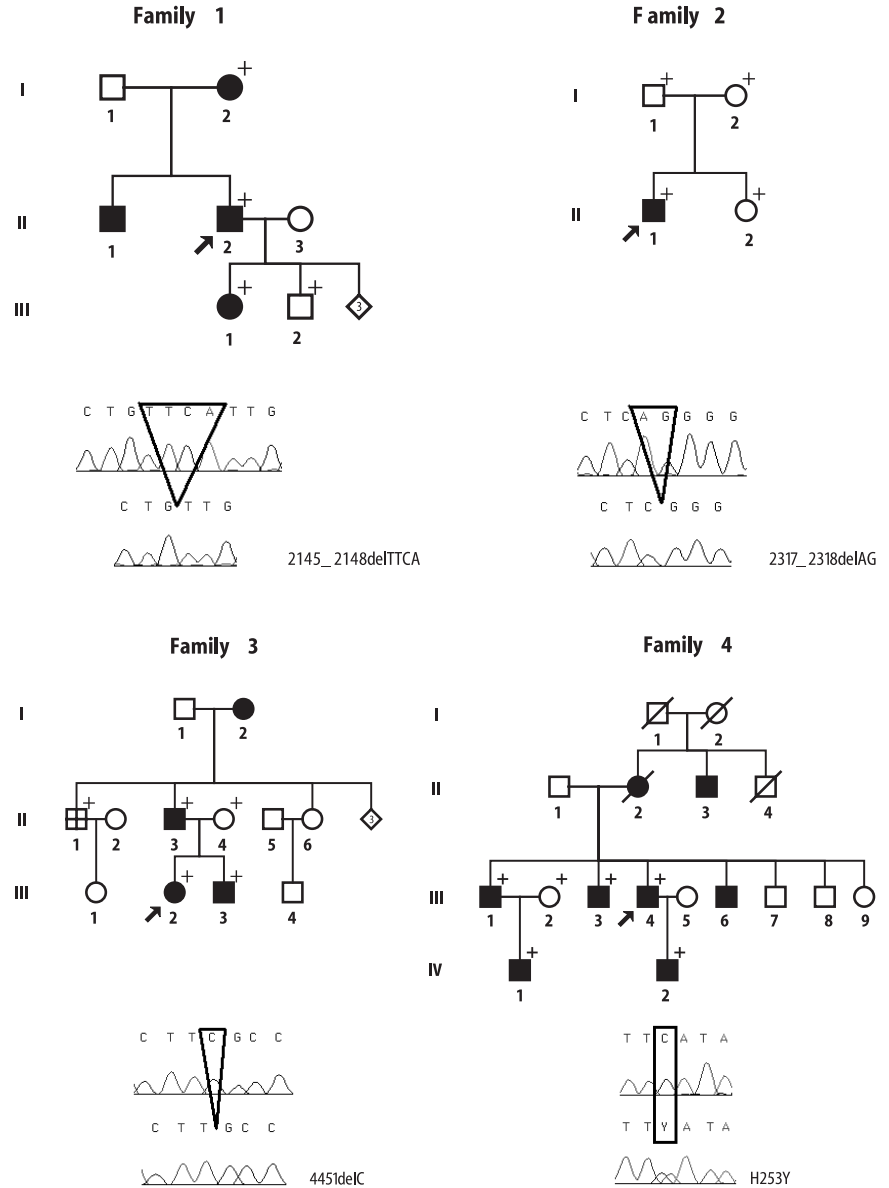 Family 1
I
+
1
2
+
+
II
1
2
3
+
+
III
3
1
2
C T G T T C A T T G
C T G T T G
2145_2148delTTCA
Family 2
+
+
I
1
2
+
+
II
1
2
C T C A G G G G
C T C G G G
2317_2318delAG
Family 3
I
1
2
+
+
+
II
3
1
2
3
4
5
6
+
+
III
1
2
3
4
C T T C G C C
C T T G C C
4451delC
Family 4
I
1
2
II
1
2
3
4
+
+
+
+
III
1
2
3
4
5
6
7
8
9
+
+
IV
1
2
T T C A T A
T T Y A T A
H253Y